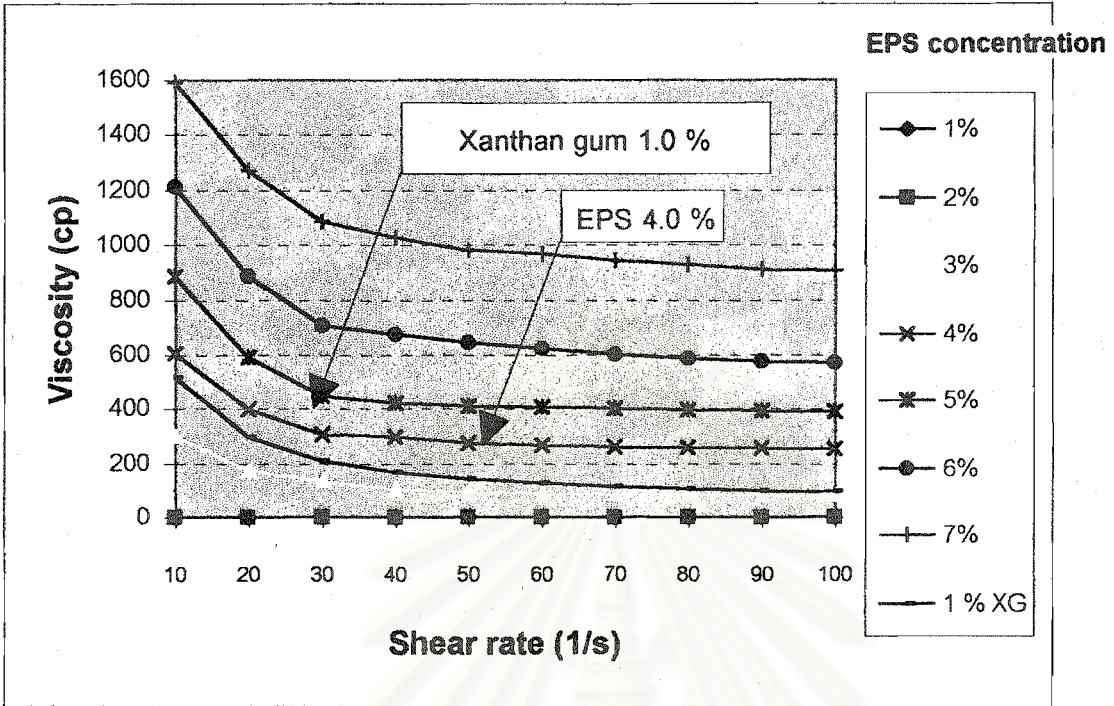 EPS concentration
1600
1400
1200
1000
800
600
400
200
0
Viscosity (cp)
Xanthan gum 1.0 %
EPS 4.0 %
10 20 30 40 50 60 70 80 90 100
Shear rate (1/s)
1%
2%
3%
4%
5%
6%
7%
1 % XG